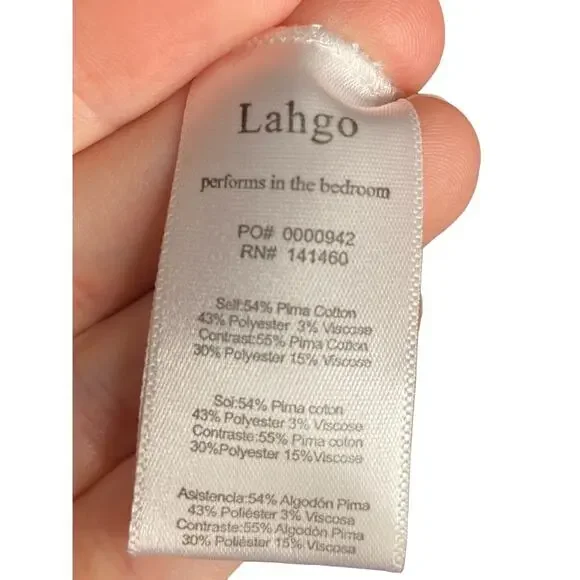 Lahgo
performs in the bedroom
PO# 0000942
RN# 141460
Self:54% Pima Cotton
43% Polyester 3% Viscose
Contrast:55% Pima Cotton
30% Polyester 15% Viscose
Soi:54% Pima coton
43% Polyester 3% Viscose
Contraste:55% Pima coton
30%Polyester 15%Viscose
Asistencia:54% Algodón Pima
43% Poliéster 3% Viscosa
Contraste:55% Algodón Pima
30% Poliéster 15% Viscosa